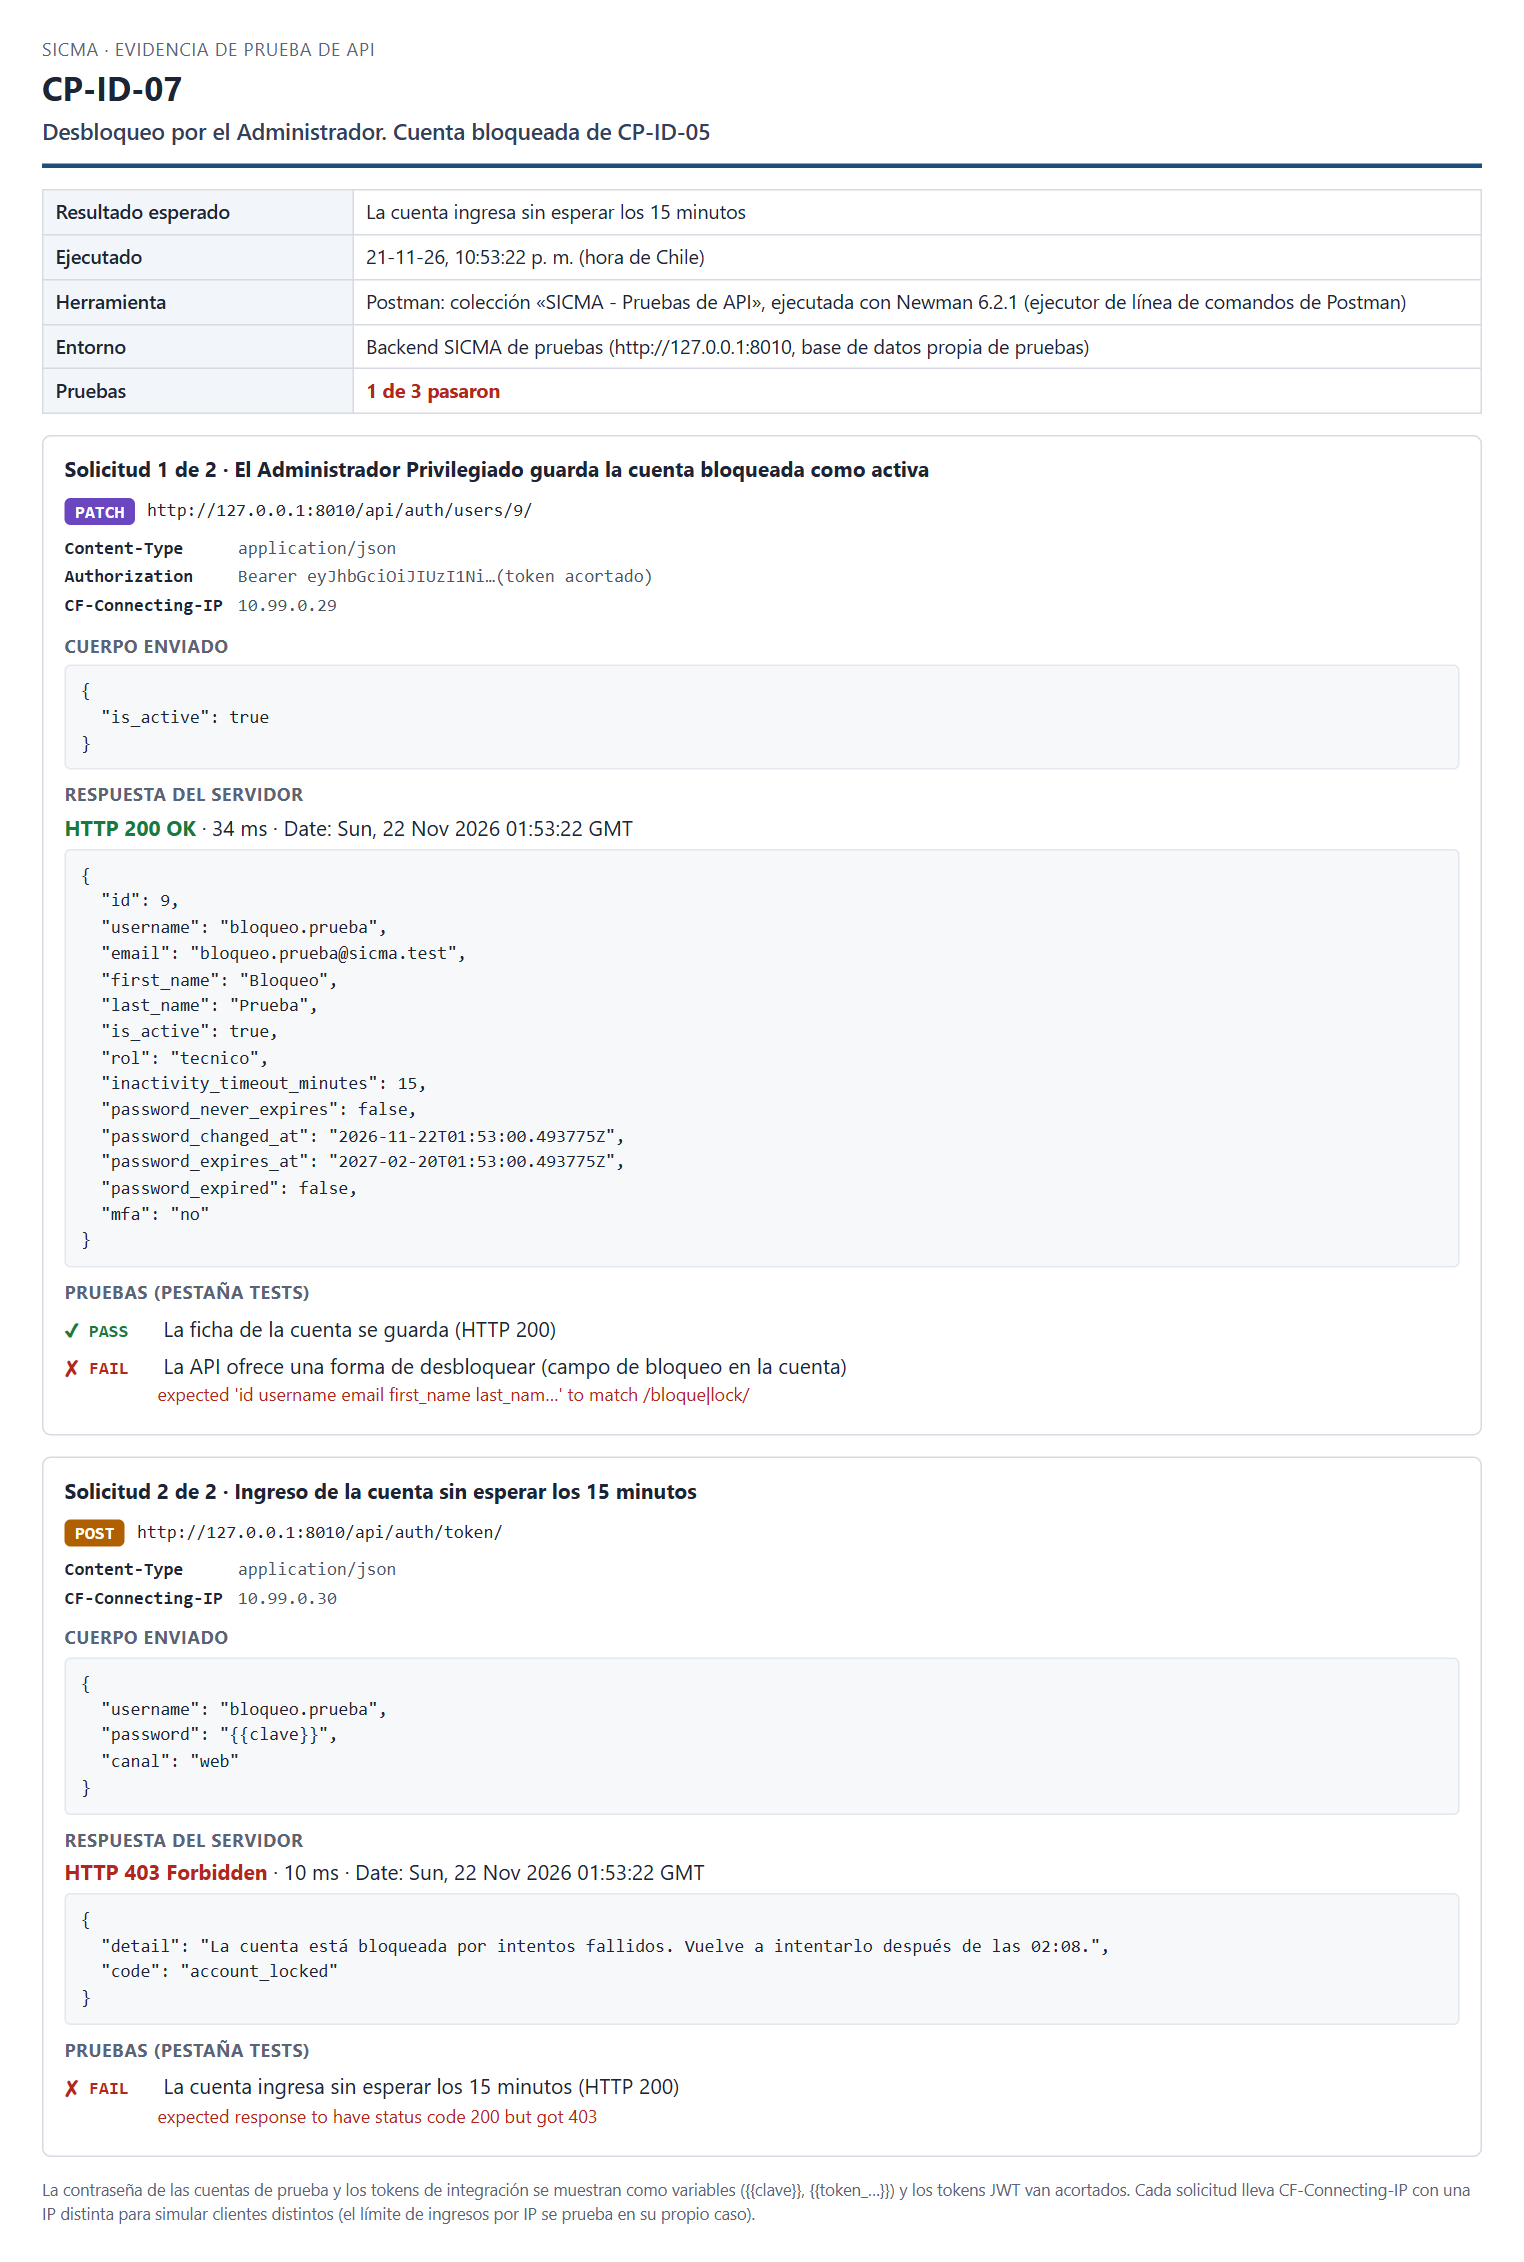 SICMA · EVIDENCIA DE PRUEBA DE API
CP-ID-07
Desbloqueo por el Administrador. Cuenta bloqueada de CP-ID-05
Resultado esperado La cuenta ingresa sin esperar los 15 minutos
Ejecutado 21-11-26, 10:53:22 p. m. (hora de Chile)
Herramienta Postman: colección «SICMA - Pruebas de API», ejecutada con Newman 6.2.1 (ejecutor de línea de comandos de Postman)
Entorno Backend SICMA de pruebas (http://127.0.0.1:8010, base de datos propia de pruebas)
Pruebas 1 de 3 pasaron
Solicitud 1 de 2 · El Administrador Privilegiado guarda la cuenta bloqueada como activa
PATCH http://127.0.0.1:8010/api/auth/users/9/
Content-Type application/json
Authorization Bearer eyJhbGciOiJIUzI1Ni…(token acortado)
CF-Connecting-IP 10.99.0.29
CUERPO ENVIADO
{
"is_active": true
}
RESPUESTA DEL SERVIDOR
HTTP 200 OK · 34 ms · Date: Sun, 22 Nov 2026 01:53:22 GMT
{
"id": 9,
"username": "bloqueo.prueba",
"email": "bloqueo.prueba@sicma.test",
"first_name": "Bloqueo",
"last_name": "Prueba",
"is_active": true,
"rol": "tecnico",
"inactivity_timeout_minutes": 15,
"password_never_expires": false,
"password_changed_at": "2026-11-22T01:53:00.493775Z",
"password_expires_at": "2027-02-20T01:53:00.493775Z",
"password_expired": false,
"mfa": "no"
}
PRUEBAS (PESTAÑA TESTS)
✔ PASS La ficha de la cuenta se guarda (HTTP 200)
✘ FAIL La API ofrece una forma de desbloquear (campo de bloqueo en la cuenta)
expected 'id username email first_name last_nam…' to match /bloque|lock/
Solicitud 2 de 2 · Ingreso de la cuenta sin esperar los 15 minutos
POST http://127.0.0.1:8010/api/auth/token/
Content-Type application/json
CF-Connecting-IP 10.99.0.30
CUERPO ENVIADO
{
"username": "bloqueo.prueba",
"password": "{{clave}}",
"canal": "web"
}
RESPUESTA DEL SERVIDOR
HTTP 403 Forbidden · 10 ms · Date: Sun, 22 Nov 2026 01:53:22 GMT
{
"detail": "La cuenta está bloqueada por intentos fallidos. Vuelve a intentarlo después de las 02:08.",
"code": "account_locked"
}
PRUEBAS (PESTAÑA TESTS)
✘ FAIL La cuenta ingresa sin esperar los 15 minutos (HTTP 200)
expected response to have status code 200 but got 403
La contraseña de las cuentas de prueba y los tokens de integración se muestran como variables ({{clave}}, {{token_…}}) y los tokens JWT van acortados. Cada solicitud lleva CF-Connecting-IP con una
IP distinta para simular clientes distintos (el límite de ingresos por IP se prueba en su propio caso).